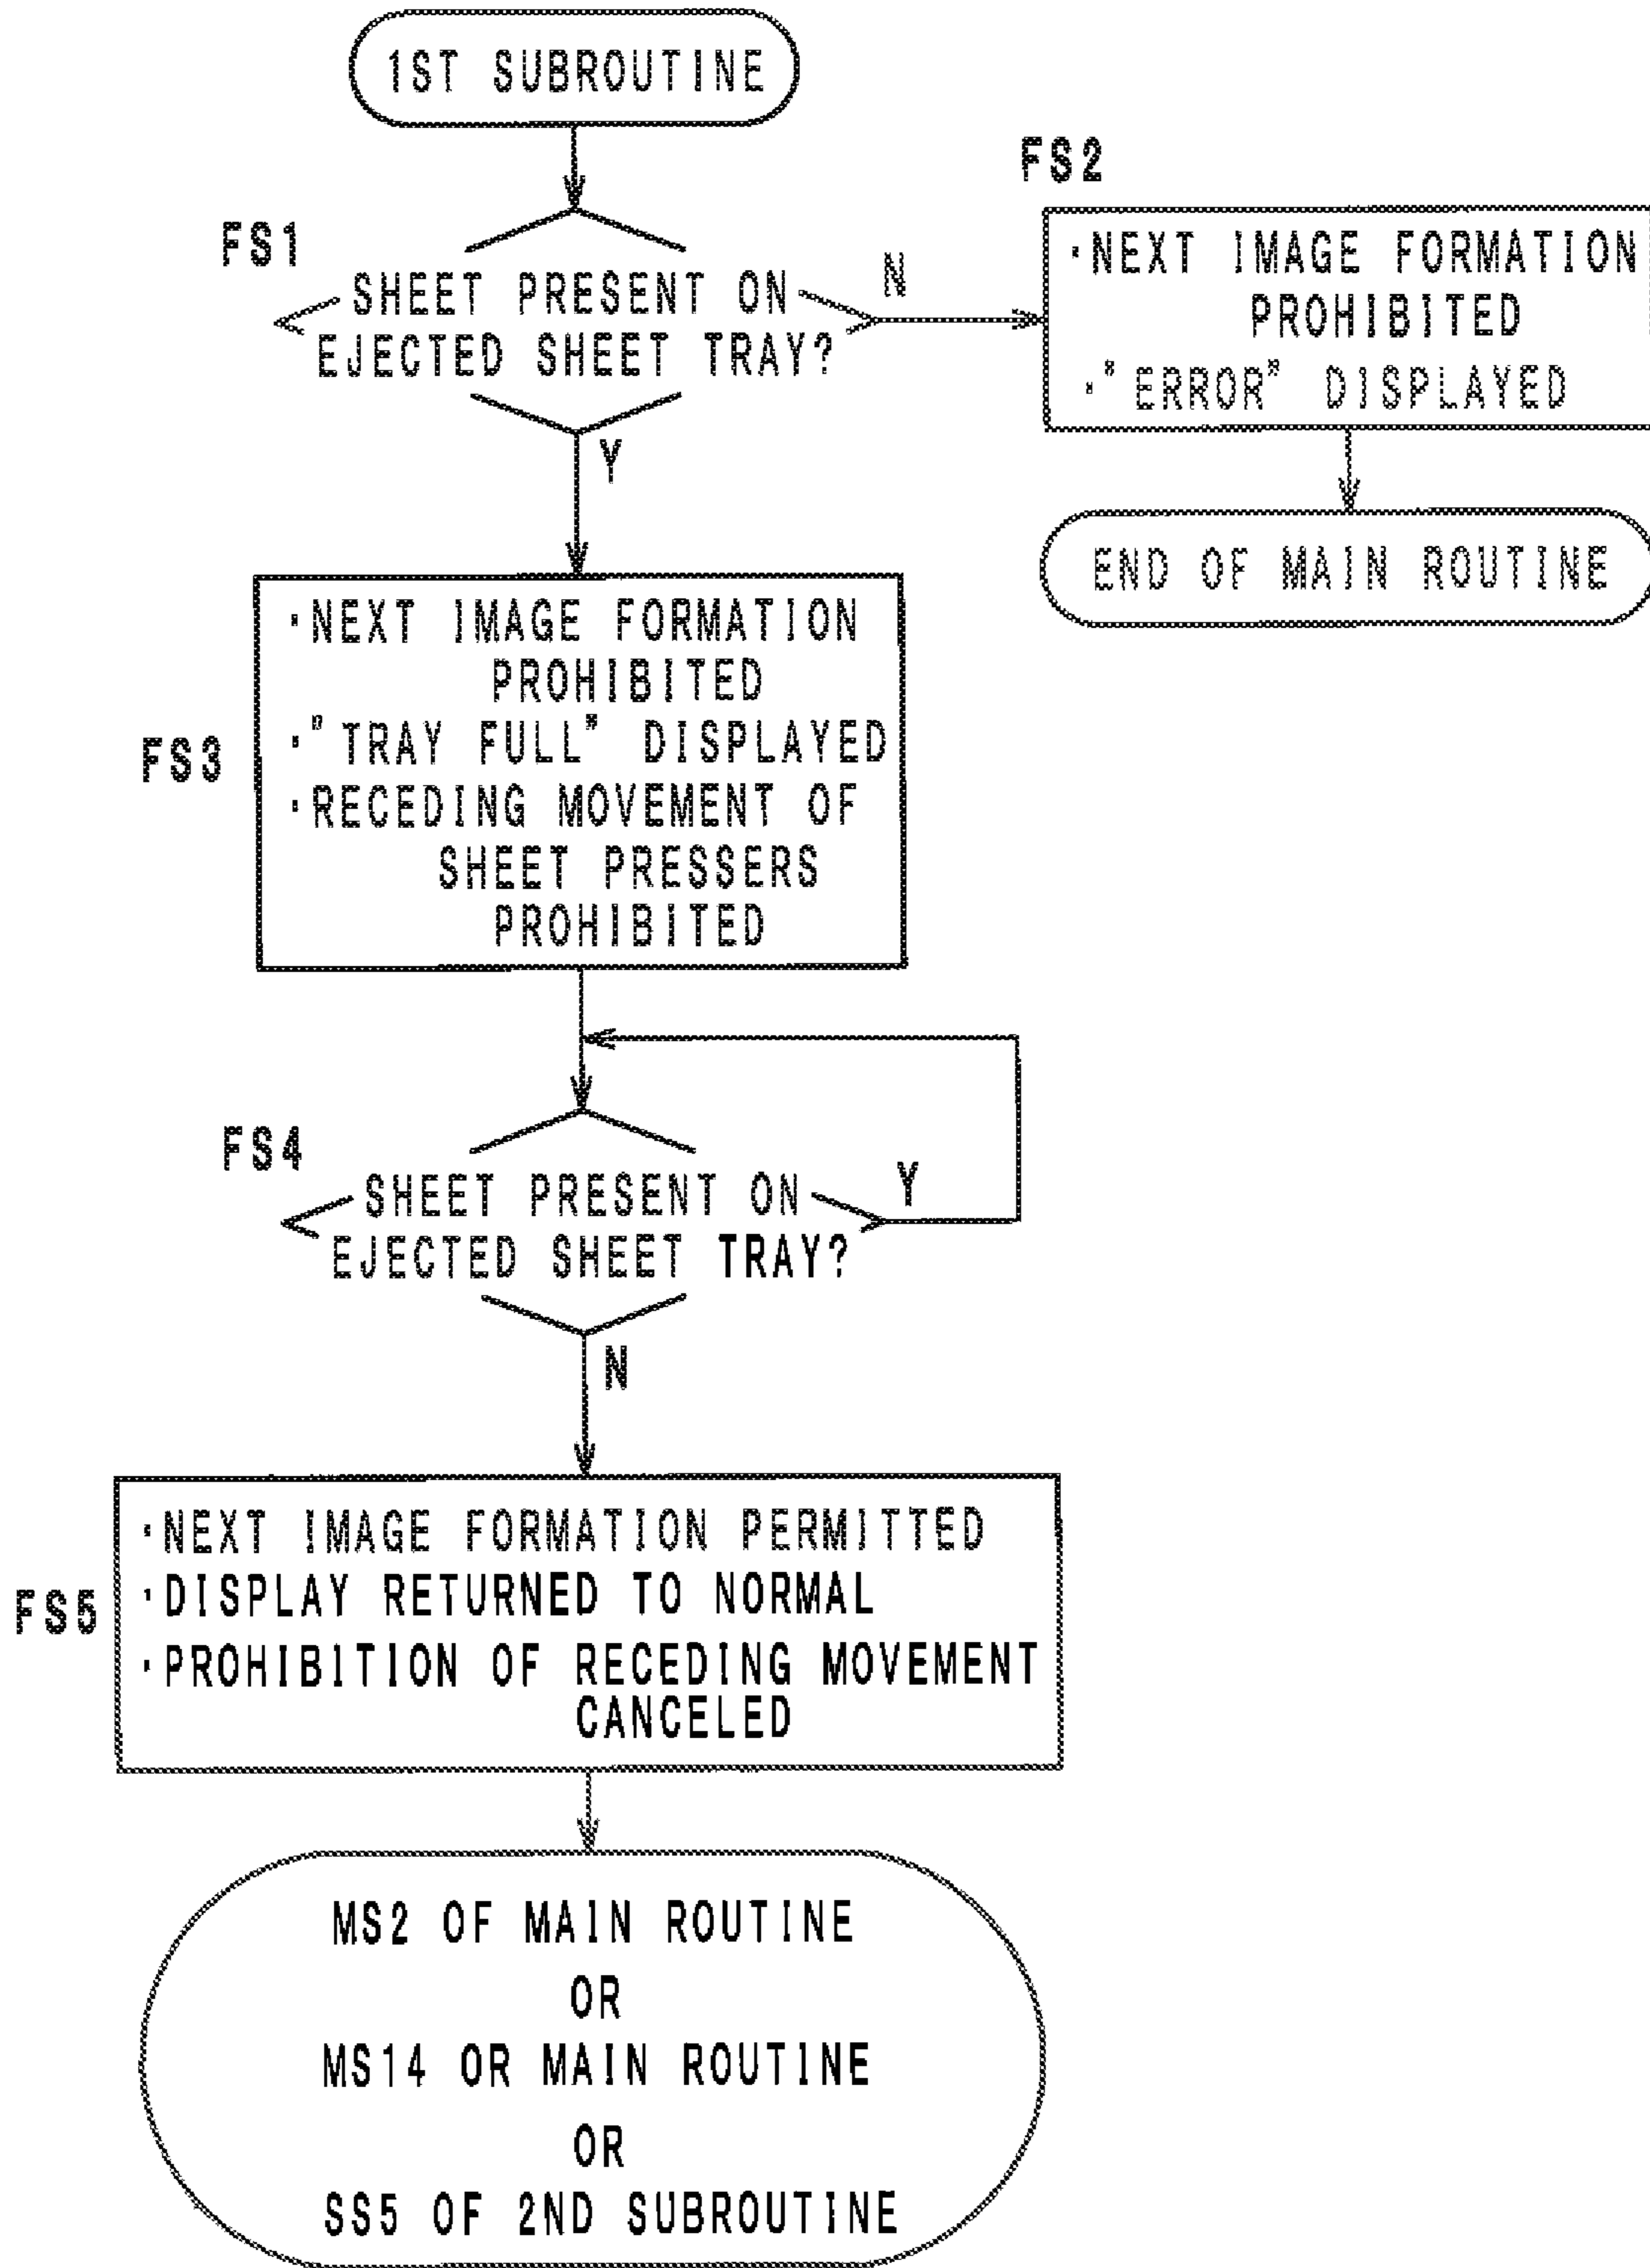 1ST SUBROUTINE
FS1
SHEET PRESENT ON
EJECTED SHEET TRAY?
N
Y
FS2
·NEXT IMAGE FORMATION
PROHIBITED
·"ERROR" DISPLAYED
END OF MAIN ROUTINE
FS3
·NEXT IMAGE FORMATION
PROHIBITED
·"TRAY FULL" DISPLAYED
·RECEDING MOVEMENT OF
SHEET PRESSERS
PROHIBITED
FS4
SHEET PRESENT ON
EJECTED SHEET TRAY?
Y
N
FS5
·NEXT IMAGE FORMATION PERMITTED
·DISPLAY RETURNED TO NORMAL
·PROHIBITION OF RECEDING MOVEMENT
CANCELED
MS2 OF MAIN ROUTINE
OR
MS14 OR MAIN ROUTINE
OR
SS5 OF 2ND SUBROUTINE